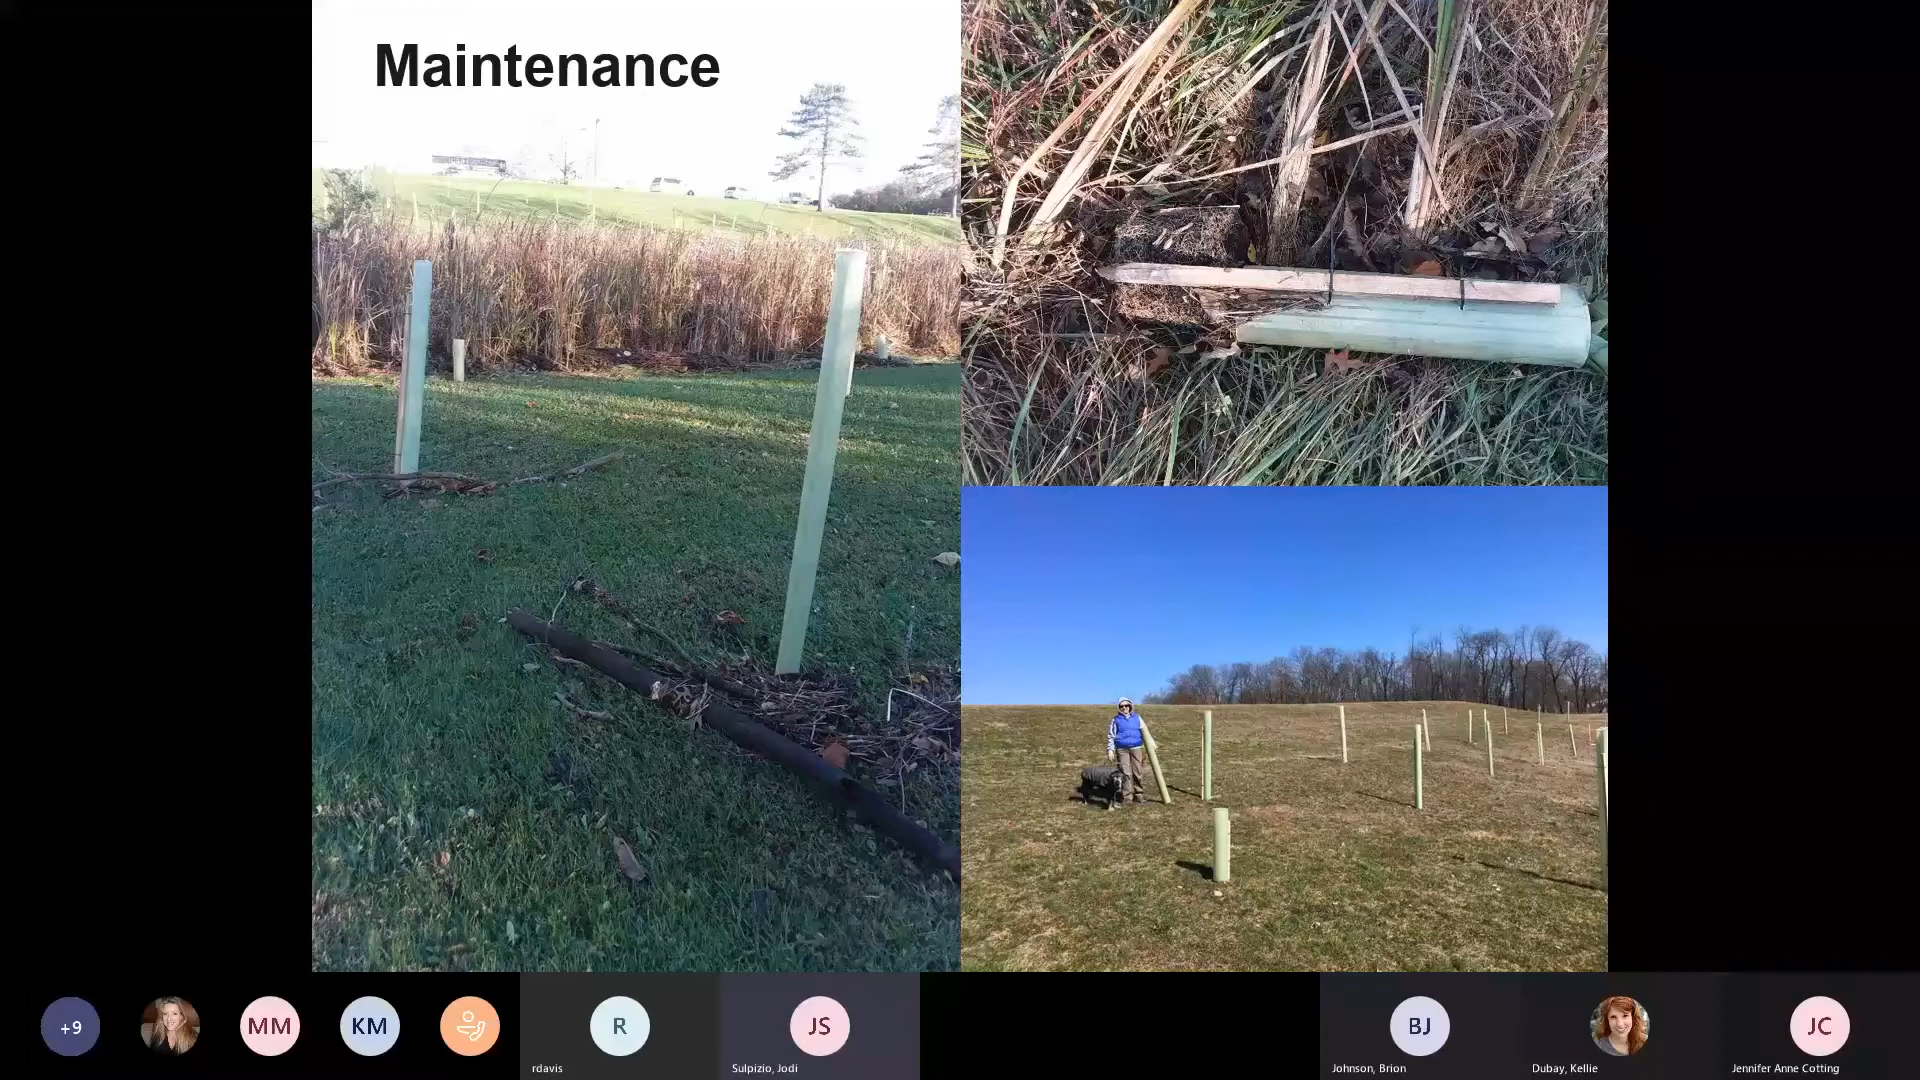 Maintenance
+9
MM
KM
R
JS
BJ
JC
rdavis
Sulpizio, Jodi
Johnson, Brion
Dubay, Kellie
Jennifer Anne Cotting